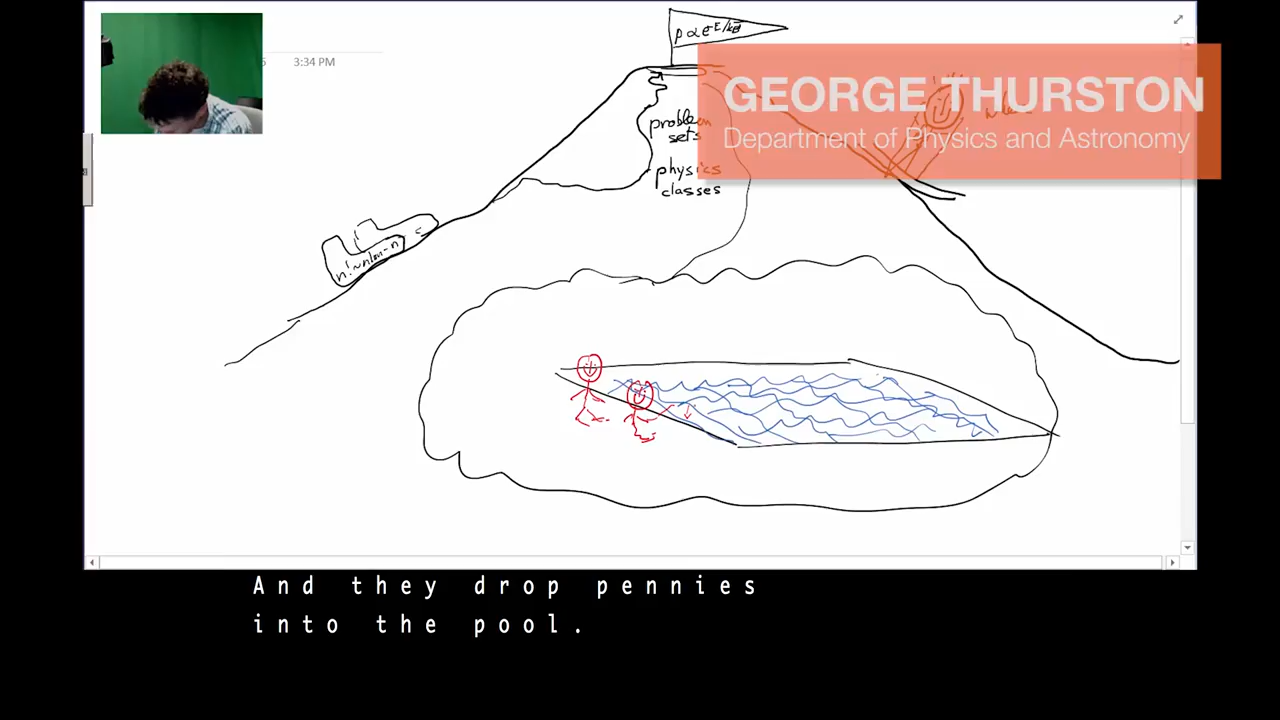 p α e^-E/kT
3:34 PM
GEORGE THURSTON
Department of Physics and Astronomy
problem
sets
physics
classes
n! ~ n ln n - n
And they drop pennies
into the pool.